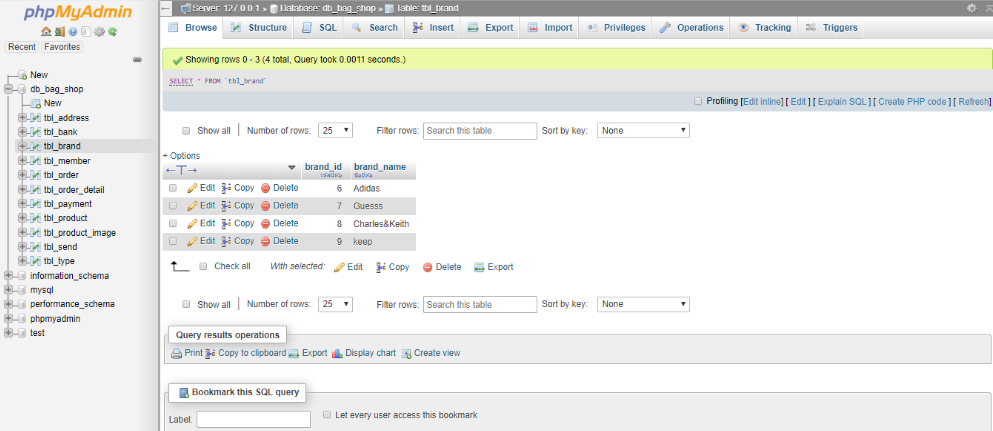 phpMyAdmin
Recent Favorites
New
db_bag_shop
New
tbl_address
tbl_bank
tbl_brand
tbl_member
tbl_order
tbl_order_detail
tbl_payment
tbl_product
tbl_product_image
tbl_send
tbl_type
information_schema
mysql
performance_schema
phpmyadmin
test
Server: 127.0.0.1 » Database: db_bag_shop » Table: tbl_brand
Browse Structure SQL Search Insert Export Import Privileges Operations Tracking Triggers
Showing rows 0 - 3 (4 total, Query took 0.0011 seconds.)
SELECT * FROM `tbl_brand`
Profiling [Edit inline] [ Edit ] [ Explain SQL ] [ Create PHP code ] [ Refresh]
Show all | Number of rows: 25 Filter rows: Search this table Sort by key: None
+ Options
←T→ brand_id brand_name
Edit Copy Delete 6 Adidas
Edit Copy Delete 7 Guesss
Edit Copy Delete 8 Charles&Keith
Edit Copy Delete 9 keep
Check all With selected: Edit Copy Delete Export
Show all | Number of rows: 25 Filter rows: Search this table Sort by key: None
Query results operations
Print Copy to clipboard Export Display chart Create view
Bookmark this SQL query
Label: Let every user access this bookmark